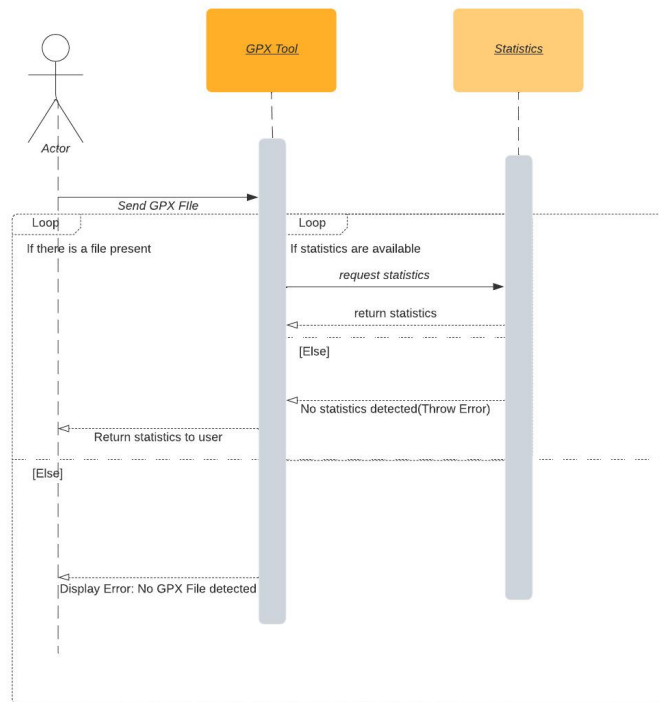 GPX Tool
Statistics
Actor
Send GPX FIle
Loop
Loop
If there is a file present
If statistics are available
request statistics
return statistics
[Else]
No statistics detected(Throw Error)
Return statistics to user
[Else]
Display Error: No GPX File detected